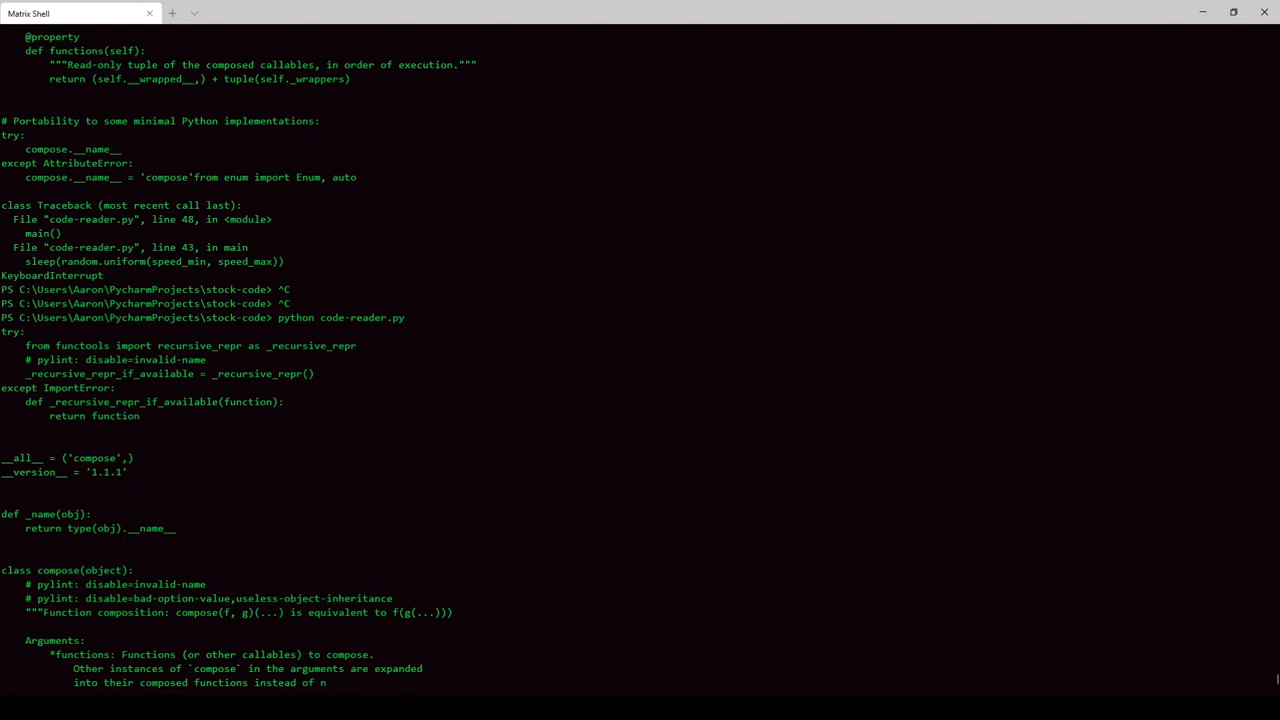 Matrix Shell
@property
def functions(self):
"""Read-only tuple of the composed callables, in order of execution."""
return (self.__wrapped__,) + tuple(self._wrappers)
# Portability to some minimal Python implementations:
try:
compose.__name__
except AttributeError:
compose.__name__ = 'compose'from enum import Enum, auto
class Traceback (most recent call last):
File "code-reader.py", line 48, in <module>
main()
File "code-reader.py", line 43, in main
sleep(random.uniform(speed_min, speed_max))
KeyboardInterrupt
PS C:\Users\Aaron\PycharmProjects\stock-code> ^C
PS C:\Users\Aaron\PycharmProjects\stock-code> ^C
PS C:\Users\Aaron\PycharmProjects\stock-code> python code-reader.py
try:
from functools import recursive_repr as _recursive_repr
# pylint: disable=invalid-name
_recursive_repr_if_available = _recursive_repr()
except ImportError:
def _recursive_repr_if_available(function):
return function
__all__ = ('compose',)
__version__ = '1.1.1'
def _name(obj):
return type(obj).__name__
class compose(object):
# pylint: disable=invalid-name
# pylint: disable=bad-option-value,useless-object-inheritance
"""Function composition: compose(f, g)(...) is equivalent to f(g(...)))
Arguments:
*functions: Functions (or other callables) to compose.
Other instances of `compose` in the arguments are expanded
into their composed functions instead of n